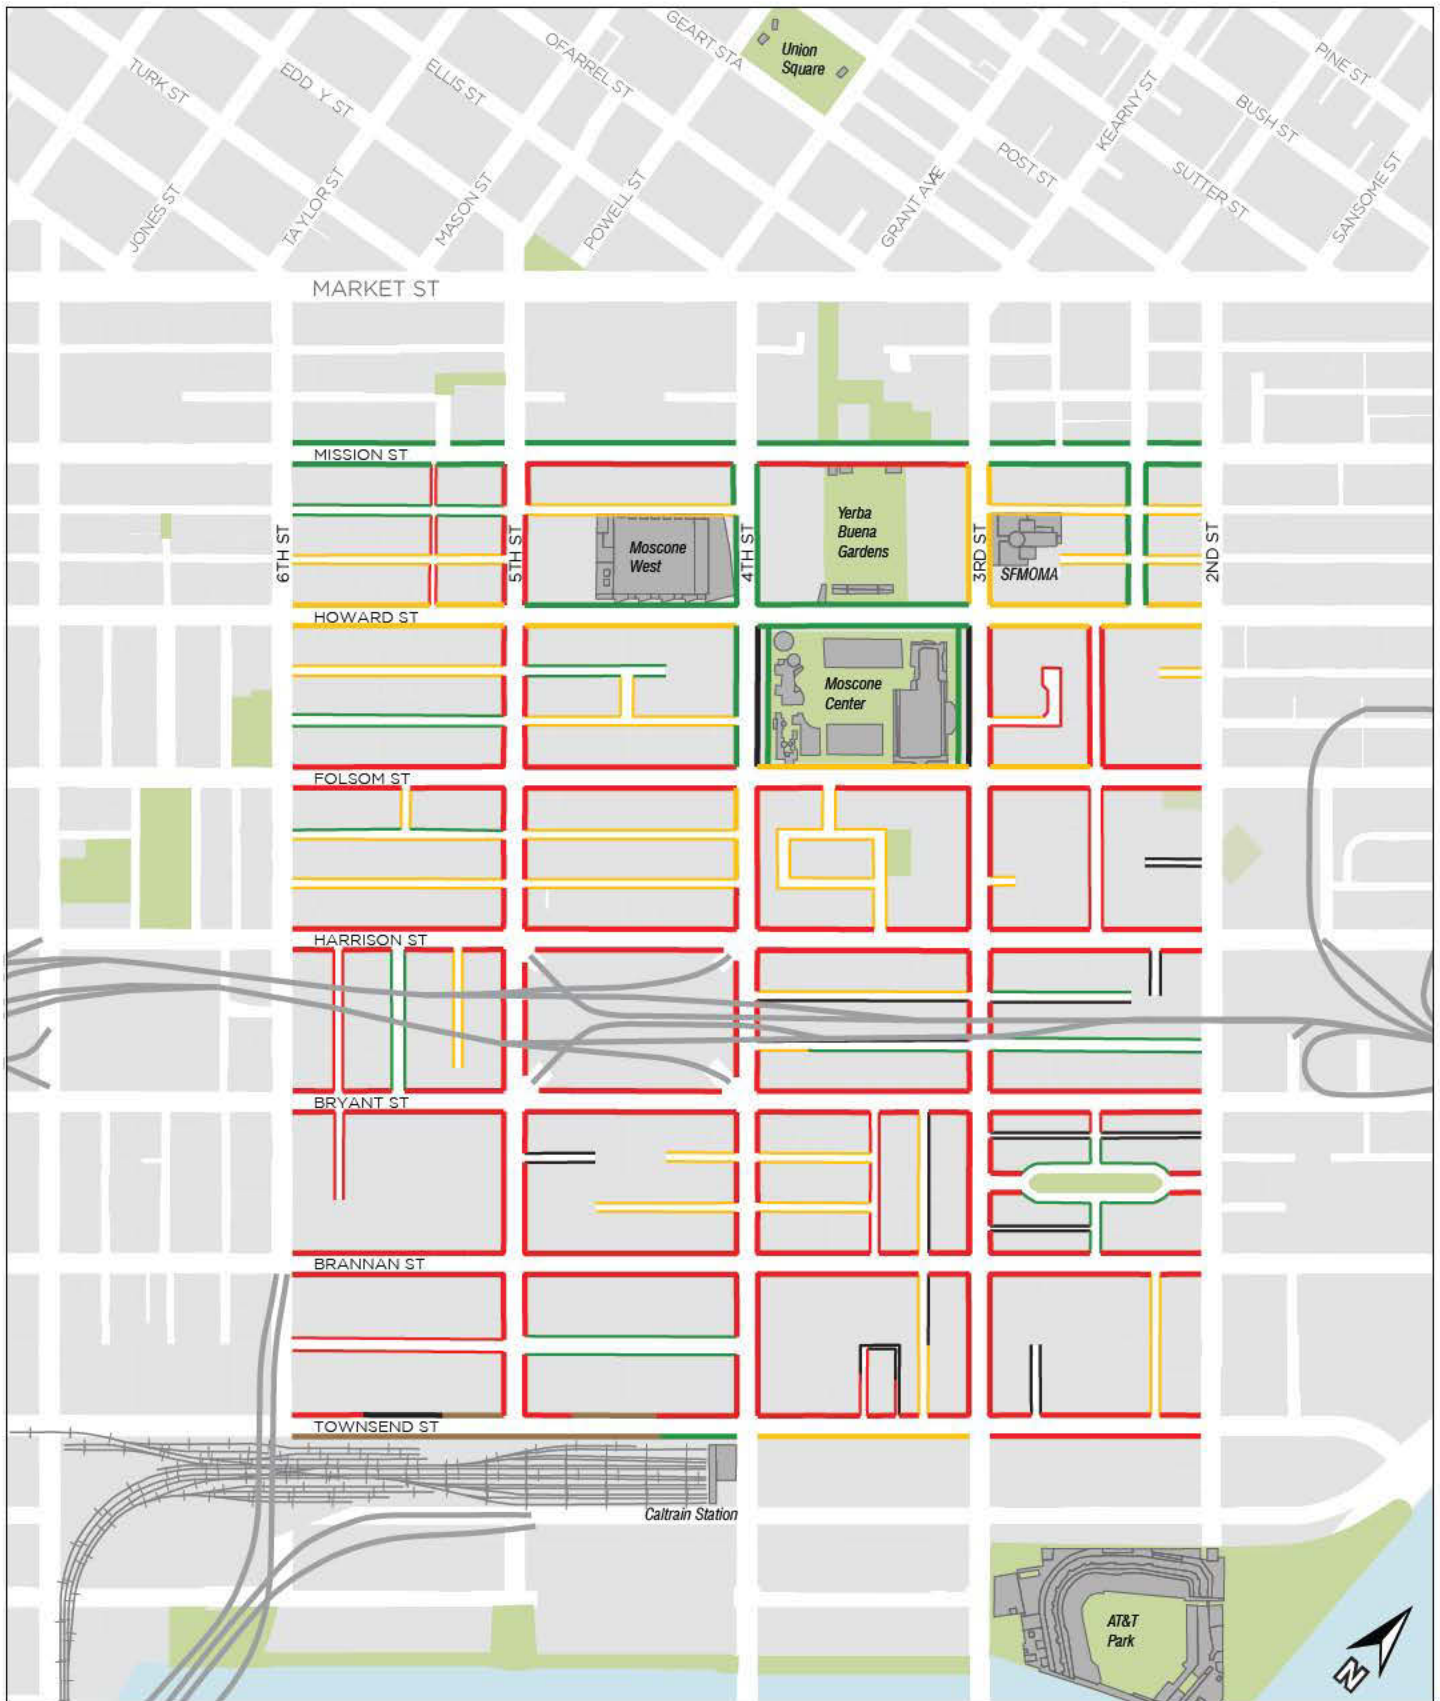 GEART STA
Union
Square
PINE ST
OFARREL ST
TURK ST
EDD Y ST
ELLIS ST
KEARNY ST
BUSH ST
POST ST
SUTTER ST
JONES ST
TAYLOR ST
MASON ST
POWELL ST
GRANT AVE
SANSOME ST
MARKET ST
MISSION ST
6TH ST
5TH ST
Moscone
West
4TH ST
Yerba
Buena
Gardens
3RD ST
SFMOMA
2ND ST
HOWARD ST
Moscone
Center
FOLSOM ST
HARRISON ST
BRYANT ST
BRANNAN ST
TOWNSEND ST
Caltrain Station
AT&T
Park
N